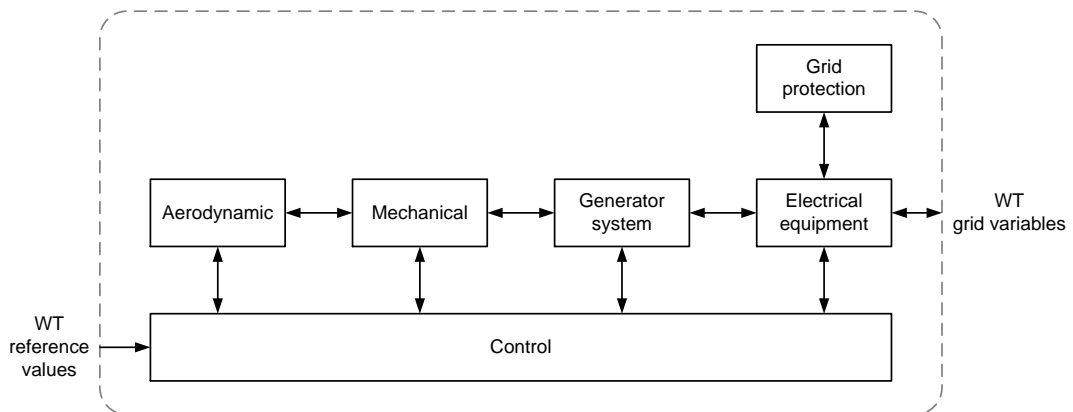 Grid
protection
Aerodynamic
Mechanical
Generator
system
Electrical
equipment
WT
grid variables
WT
reference
values
Control